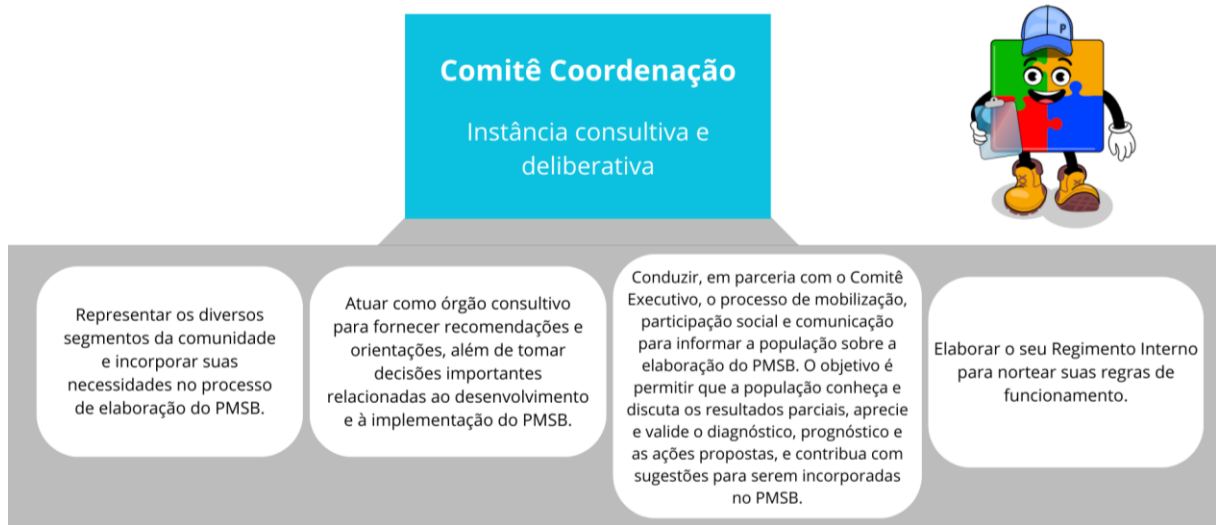 Comitê Coordenação
Instância consultiva e
deliberativa
P
Representar os diversos
segmentos da comunidade
e incorporar suas
necessidades no processo
de elaboração do PMSB.
Atuar como órgão consultivo
para fornecer recomendações e
orientações, além de tomar
decisões importantes
relacionadas ao desenvolvimento
e à implementação do PMSB.
Conduzir, em parceria com o Comitê
Executivo, o processo de mobilização,
participação social e comunicação
para informar a população sobre a
elaboração do PMSB. O objetivo é
permitir que a população conheça e
discuta os resultados parciais, aprecie
e valide o diagnóstico, prognóstico e
as ações propostas, e contribua com
sugestões para serem incorporadas
no PMSB.
Elaborar o seu Regimento Interno
para nortear suas regras de
funcionamento.